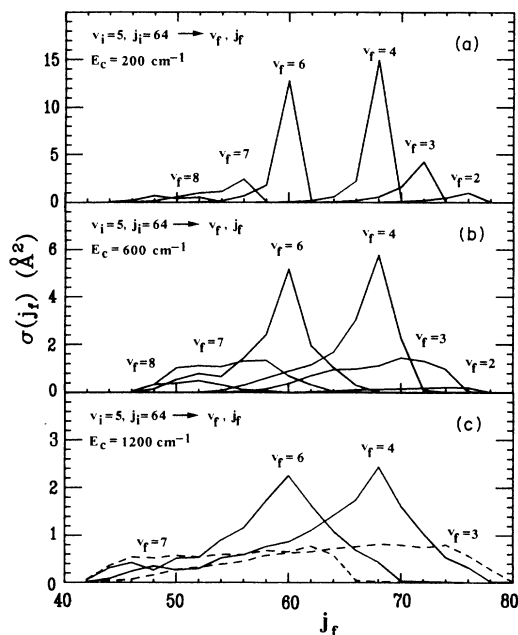 v_i=5, j_i=64 → v_f, j_f
E_c = 200 cm⁻¹
(a)
v_f=6
v_f=4
v_f=7
v_f=8
v_f=3
v_f=2
15
10
5
0
v_i=5, j_i=64 → v_f, j_f
E_c = 600 cm⁻¹
(b)
v_f=6
v_f=4
v_f=7
v_f=8
v_f=3
v_f=2
6
4
2
0
σ(j_f) (Å²)
v_i=5, j_i=64 → v_f, j_f
E_c = 1200 cm⁻¹
(c)
v_f=6
v_f=4
v_f=7
v_f=3
3
2
1
0
40 50 60 70 80
j_f